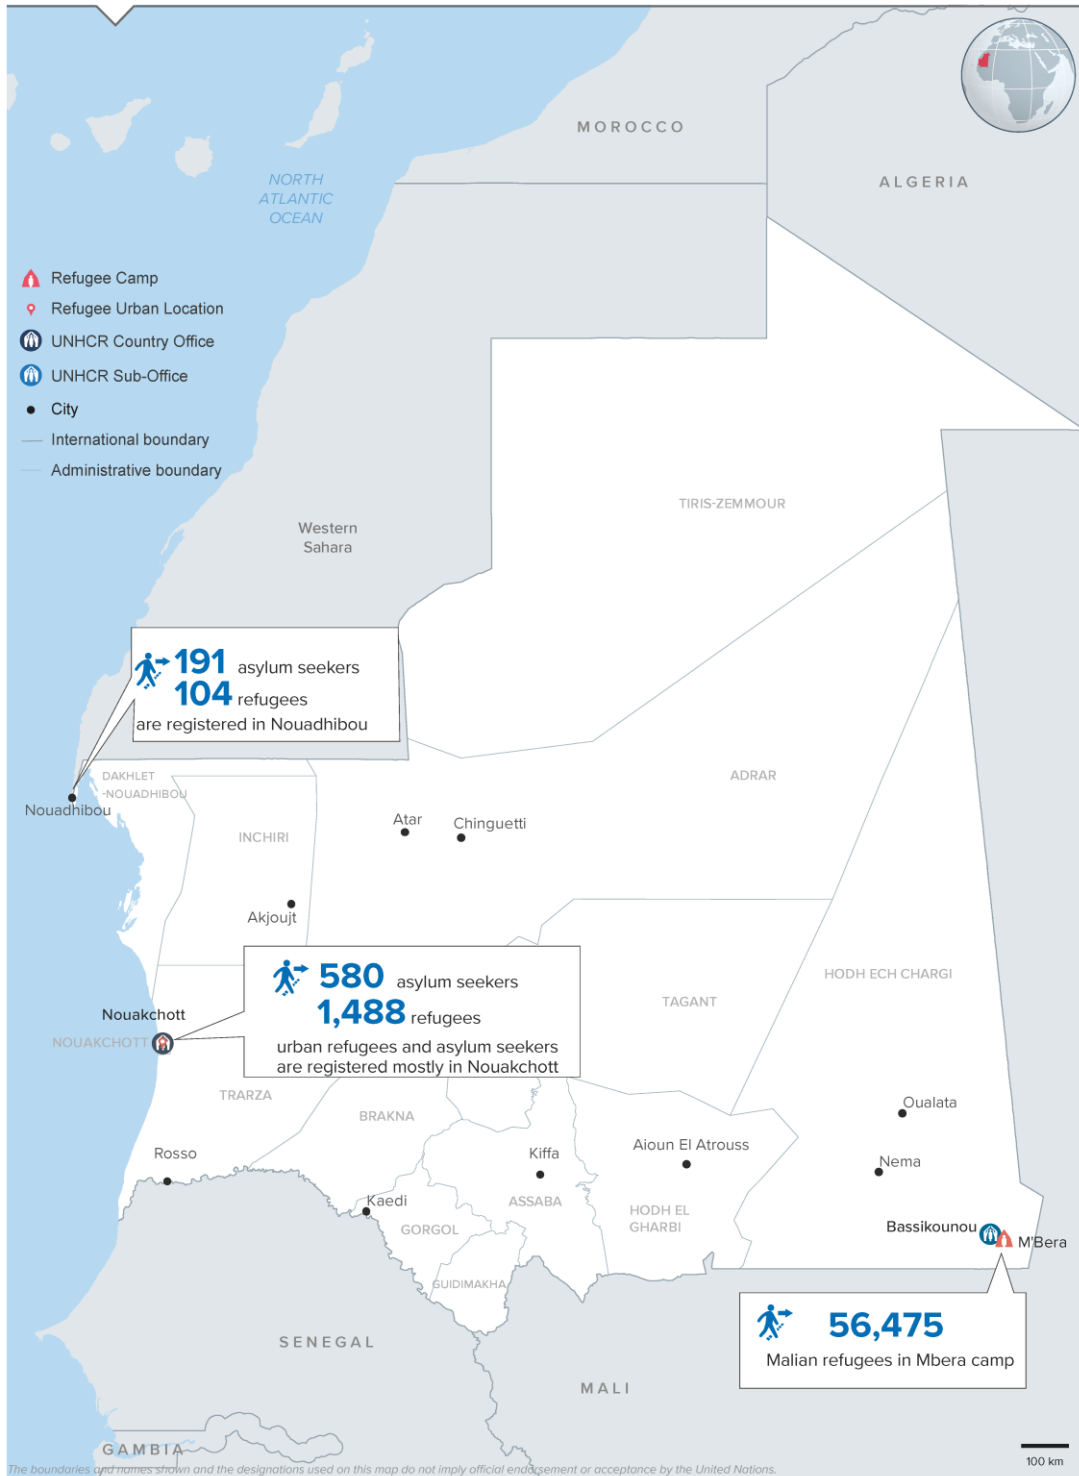 MOROCCO
ALGERIA
NORTH
ATLANTIC
OCEAN
Refugee Camp
Refugee Urban Location
UNHCR Country Office
UNHCR Sub-Office
City
International boundary
Administrative boundary
TIRIS-ZEMMOUR
Western
Sahara
191 asylum seekers
104 refugees
are registered in Nouadhibou
DAKHLET
-NOUADHIBOU
Nouadhibou
ADRAR
INCHIRI
Atar
Chinguetti
Akjoujt
580 asylum seekers
1,488 refugees
urban refugees and asylum seekers
are registered mostly in Nouakchott
HODH ECH CHARGI
TAGANT
Nouakchott
NOUAKCHOTT
TRARZA
BRAKNA
Oualata
Rosso
Kiffa
Aioun El Atrouss
Nema
Kaedi
ASSABA
HODH EL
GHARBI
GORGOL
Bassikounou
M'Bera
GUIDIMAKHA
56,475
Malian refugees in Mbera camp
SENEGAL
MALI
GAMBIA
100 km
The boundaries and names shown and the designations used on this map do not imply official endorsement or acceptance by the United Nations.